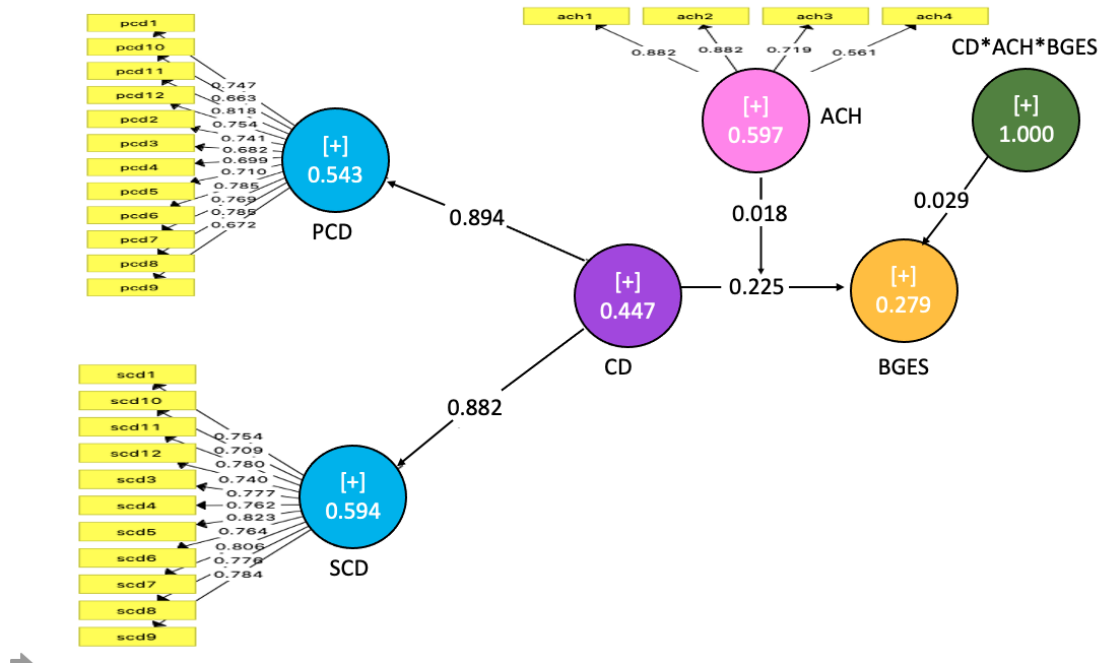 pcd1
pcd10
pcd11
pcd12
pcd2
pcd3
pcd4
pcd5
pcd6
pcd7
pcd8
pcd9
0.747
0.663
0.818
0.754
0.741
0.682
0.699
0.710
0.785
0.769
0.785
0.672
[+]
0.543
PCD
ach1
ach2
ach3
ach4
0.882
0.882
0.719
0.561
[+]
0.597
ACH
CD*ACH*BGES
[+]
1.000
0.894
0.018
0.029
[+]
0.447
CD
0.225
[+]
0.279
BGES
0.882
scd1
scd10
scd11
scd12
scd3
scd4
scd5
scd6
scd7
scd8
scd9
0.754
0.709
0.780
0.740
0.777
0.762
0.823
0.764
0.806
0.776
0.784
[+]
0.594
SCD